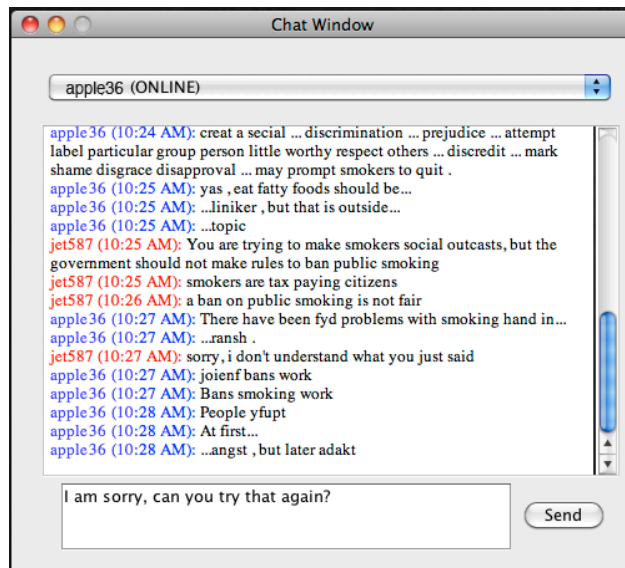 Chat Window
apple36 (ONLINE)
apple36 (10:24 AM): creat a secial ... discrimination ... prejudice ... attempt
label particular group person little worthy respect others ... discredit ... mark
shame disgrace disapproval ... may prompt smokers to quit .
apple36 (10:25 AM): yas , eat fatty foods should be...
apple36 (10:25 AM): ...liniker , but that is outside...
apple36 (10:25 AM): ...topic
jet587 (10:25 AM): You are trying to make smokers social outcasts, but the
government should not make rules to ban public smoking
jet587 (10:25 AM): smokers are tax paying citizens
jet587 (10:26 AM): a ban on public smoking is not fair
apple36 (10:27 AM): There have been fyd problems with smoking hand in...
apple36 (10:27 AM): ...ransh .
jet587 (10:27 AM): sorry, i don't understand what you just said
apple36 (10:27 AM): joienf bans work
apple36 (10:27 AM): Bans smoking work
apple36 (10:28 AM): People yfupt
apple36 (10:28 AM): At first...
apple36 (10:28 AM): ...angst , but later adakt
I am sorry, can you try that again?
Send